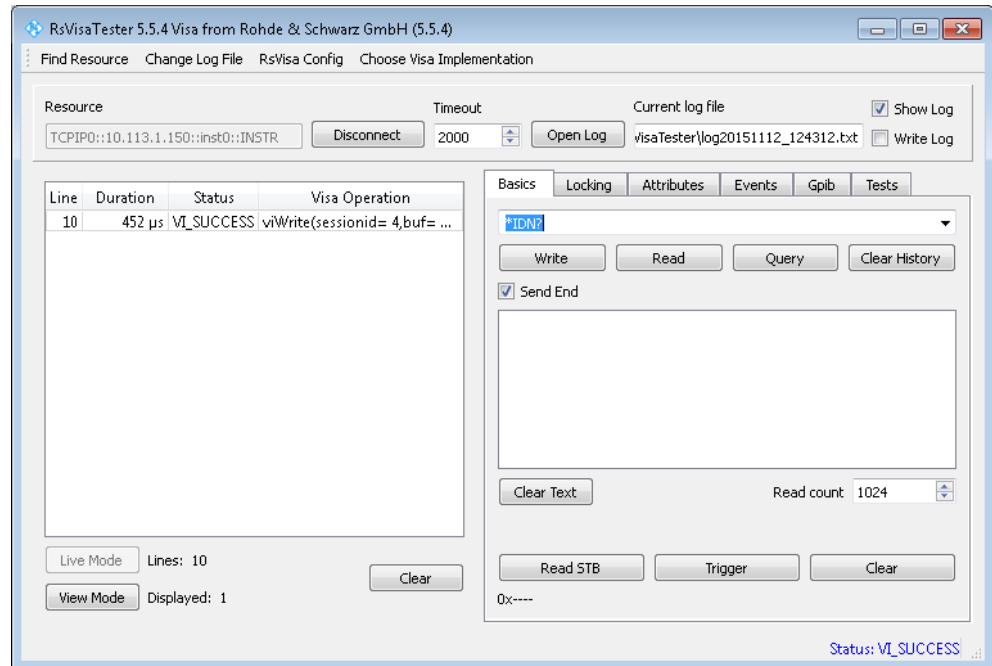 RsVisaTester 5.5.4 Visa from Rohde & Schwarz GmbH (5.5.4)
Find Resource Change Log File RsVisa Config Choose Visa Implementation
Resource Timeout Current log file Show Log
TCPIP0::10.113.1.150::inst0::INSTR Disconnect 2000 Open Log VisaTester\log20151112_124312.txt Write Log
Basics Locking Attributes Events Gpib Tests
Line Duration Status Visa Operation
10 452 µs VI_SUCCESS viWrite(sessionid= 4,buf= ...
*IDN?
Write Read Query Clear History
Send End
Clear Text Read count 1024
Live Mode Lines: 10
Clear
View Mode Displayed: 1
Read STB Trigger Clear
0x----
Status: VI_SUCCESS